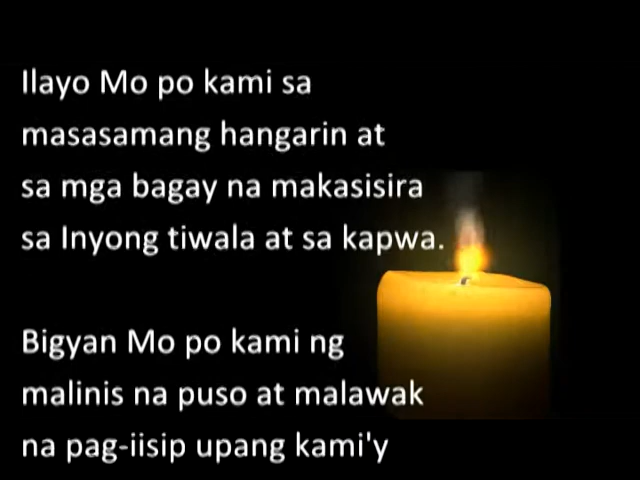 Ilayo Mo po kami sa
masasamang hangarin at
sa mga bagay na makasisira
sa Inyong tiwala at sa kapwa.
Bigyan Mo po kami ng
malinis na puso at malawak
na pag-iisip upang kami'y